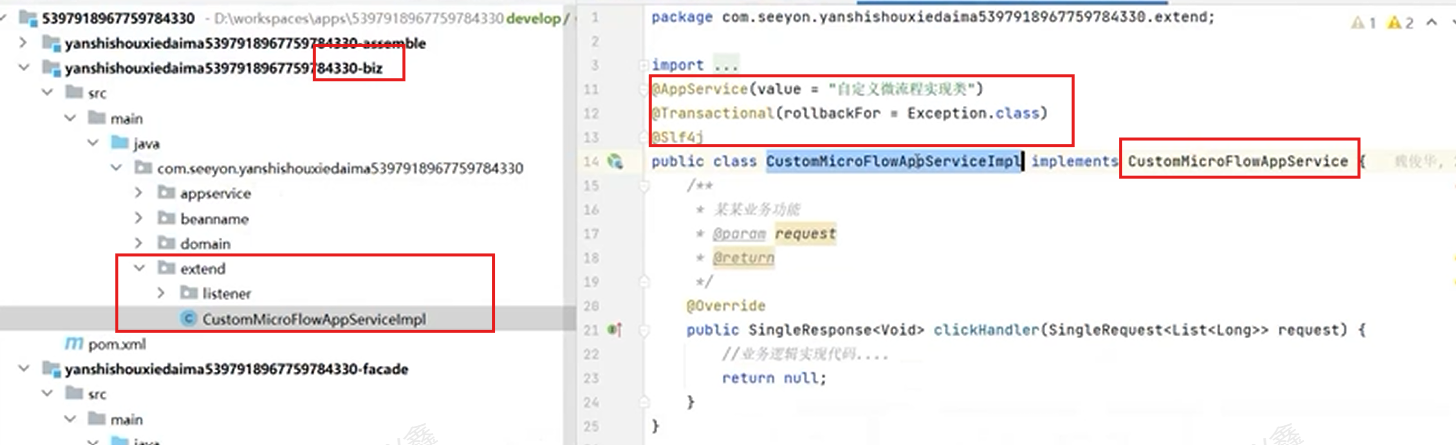 5397918967759784330 - D:\workspaces\apps\5397918967759784330 develop /
yanshishouxiedaima5397918967759784330-assemble
yanshishouxiedaima5397918967759784330-biz
src
main
java
com.seeyon.yanshishouxiedaima5397918967759784330
appservice
beanname
domain
extend
listener
CustomMicroFlowAppServiceImpl
pom.xml
yanshishouxiedaima5397918967759784330-facade
src
main
java
1 package com.seeyon.yanshishouxiedaima5397918967759784330.extend;
1 2
2
3 import ...
11 @AppService(value = "自定义微流程实现类")
12 @Transactional(rollbackFor = Exception.class)
13 @Slf4j
14 public class CustomMicroFlowAppServiceImpl implements CustomMicroFlowAppService {
15 /**
16 * 某某业务功能
17 * @param request
18 * @return
19 */
20 @Override
21 public SingleResponse<Void> clickHandler(SingleRequest<List<Long>> request) {
22 //业务逻辑实现代码....
23 return null;
24 }
25 }